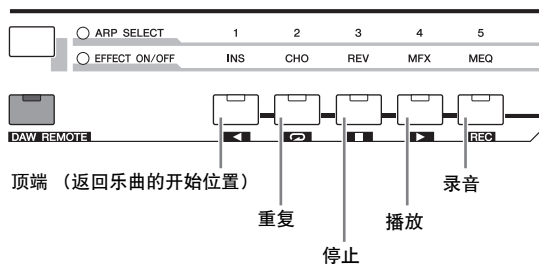 ARP SELECT 1 2 3 4 5
EFFECT ON/OFF INS CHO REV MFX MEQ
DAW REMOTE REC
顶端 （返回乐曲的开始位置）
录音
重复
播放
停止